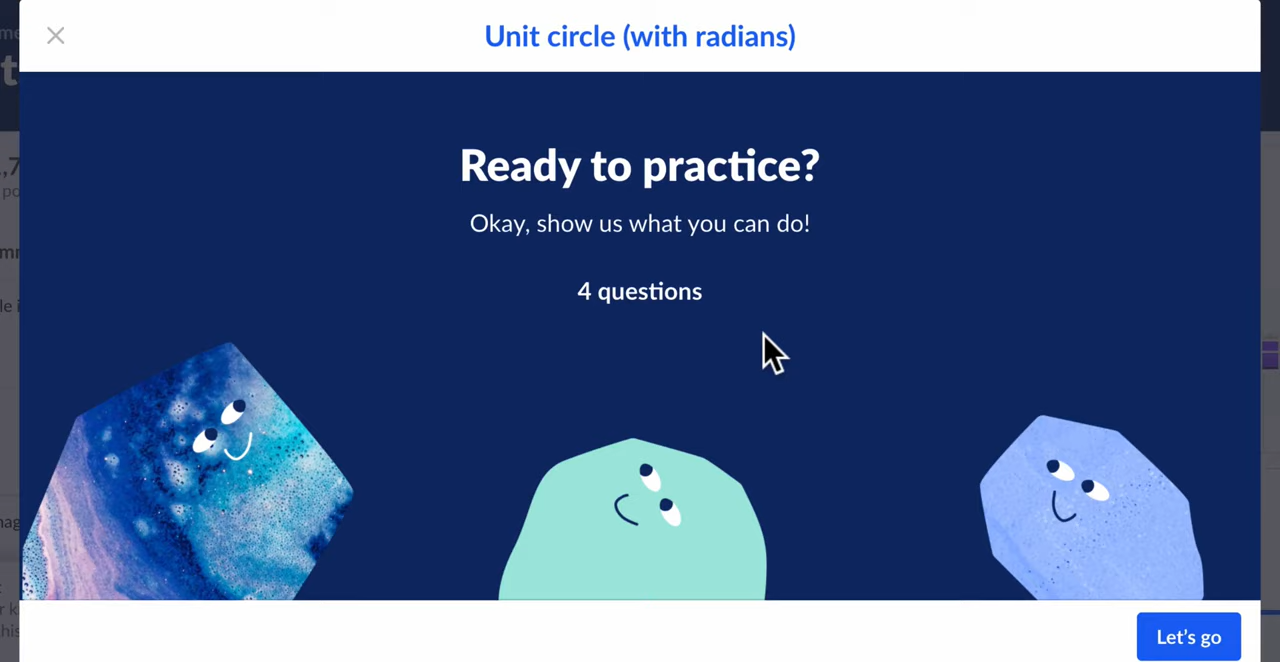 Unit circle (with radians)
Ready to practice?
Okay, show us what you can do!
4 questions
Let's go